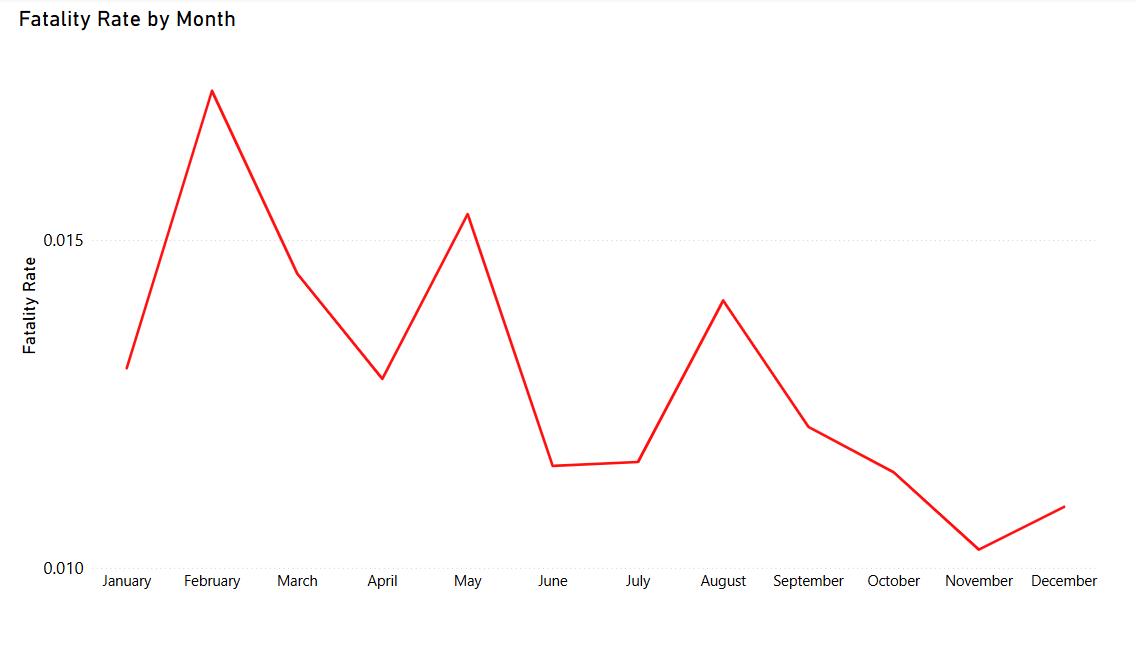 Fatality Rate by Month
0.015
Fatality Rate
0.010
January February March April May June July August September October November December